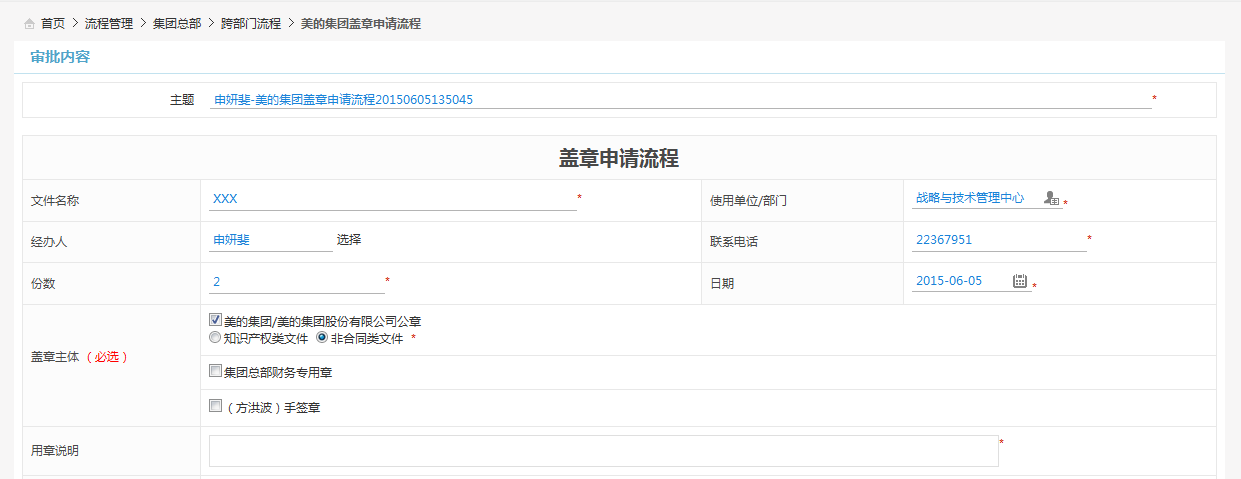 首页 > 流程管理 > 集团总部 > 跨部门流程 > 美的集团盖章申请流程
审批内容
主题 申妍斐-美的集团盖章申请流程20150605135045 *
盖章申请流程
文件名称 XXX * 使用单位/部门 战略与技术管理中心 *
经办人 申妍斐 选择 联系电话 22367951 *
份数 2 * 日期 2015-06-05 *
盖章主体（必选）
美的集团/美的集团股份有限公司公章
知识产权类文件 非合同类文件 *
集团总部财务专用章
（方洪波）手签章
用章说明 *